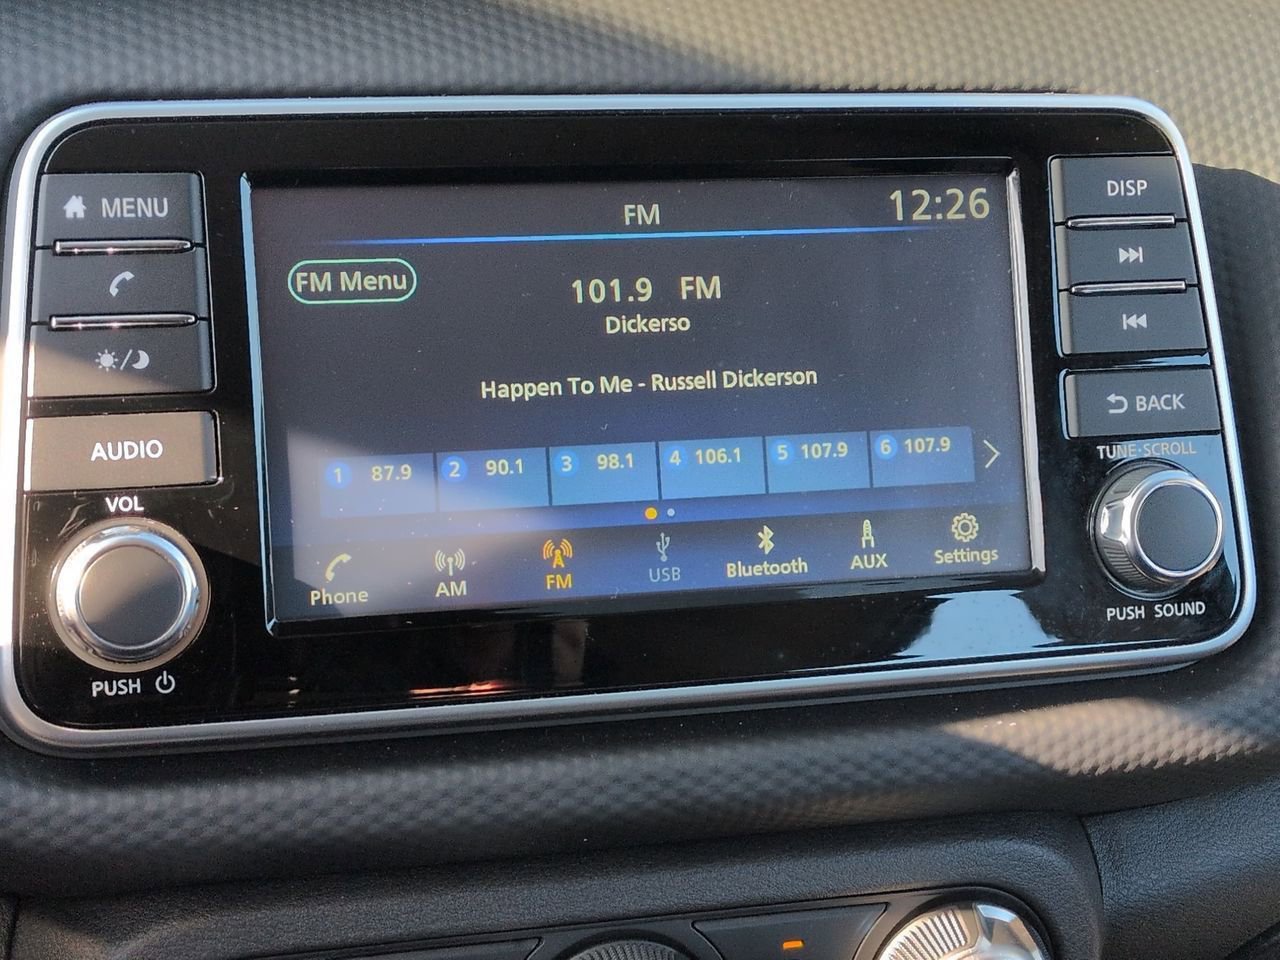 MENU
AUDIO
VOL
PUSH
FM
12:26
FM Menu
101.9 FM
Dickerso
Happen To Me - Russell Dickerson
1 87.9
2 90.1
3 98.1
4 106.1
5 107.9
6 107.9
Phone
AM
FM
USB
Bluetooth
AUX
Settings
DISP
BACK
TUNE·SCROLL
PUSH SOUND